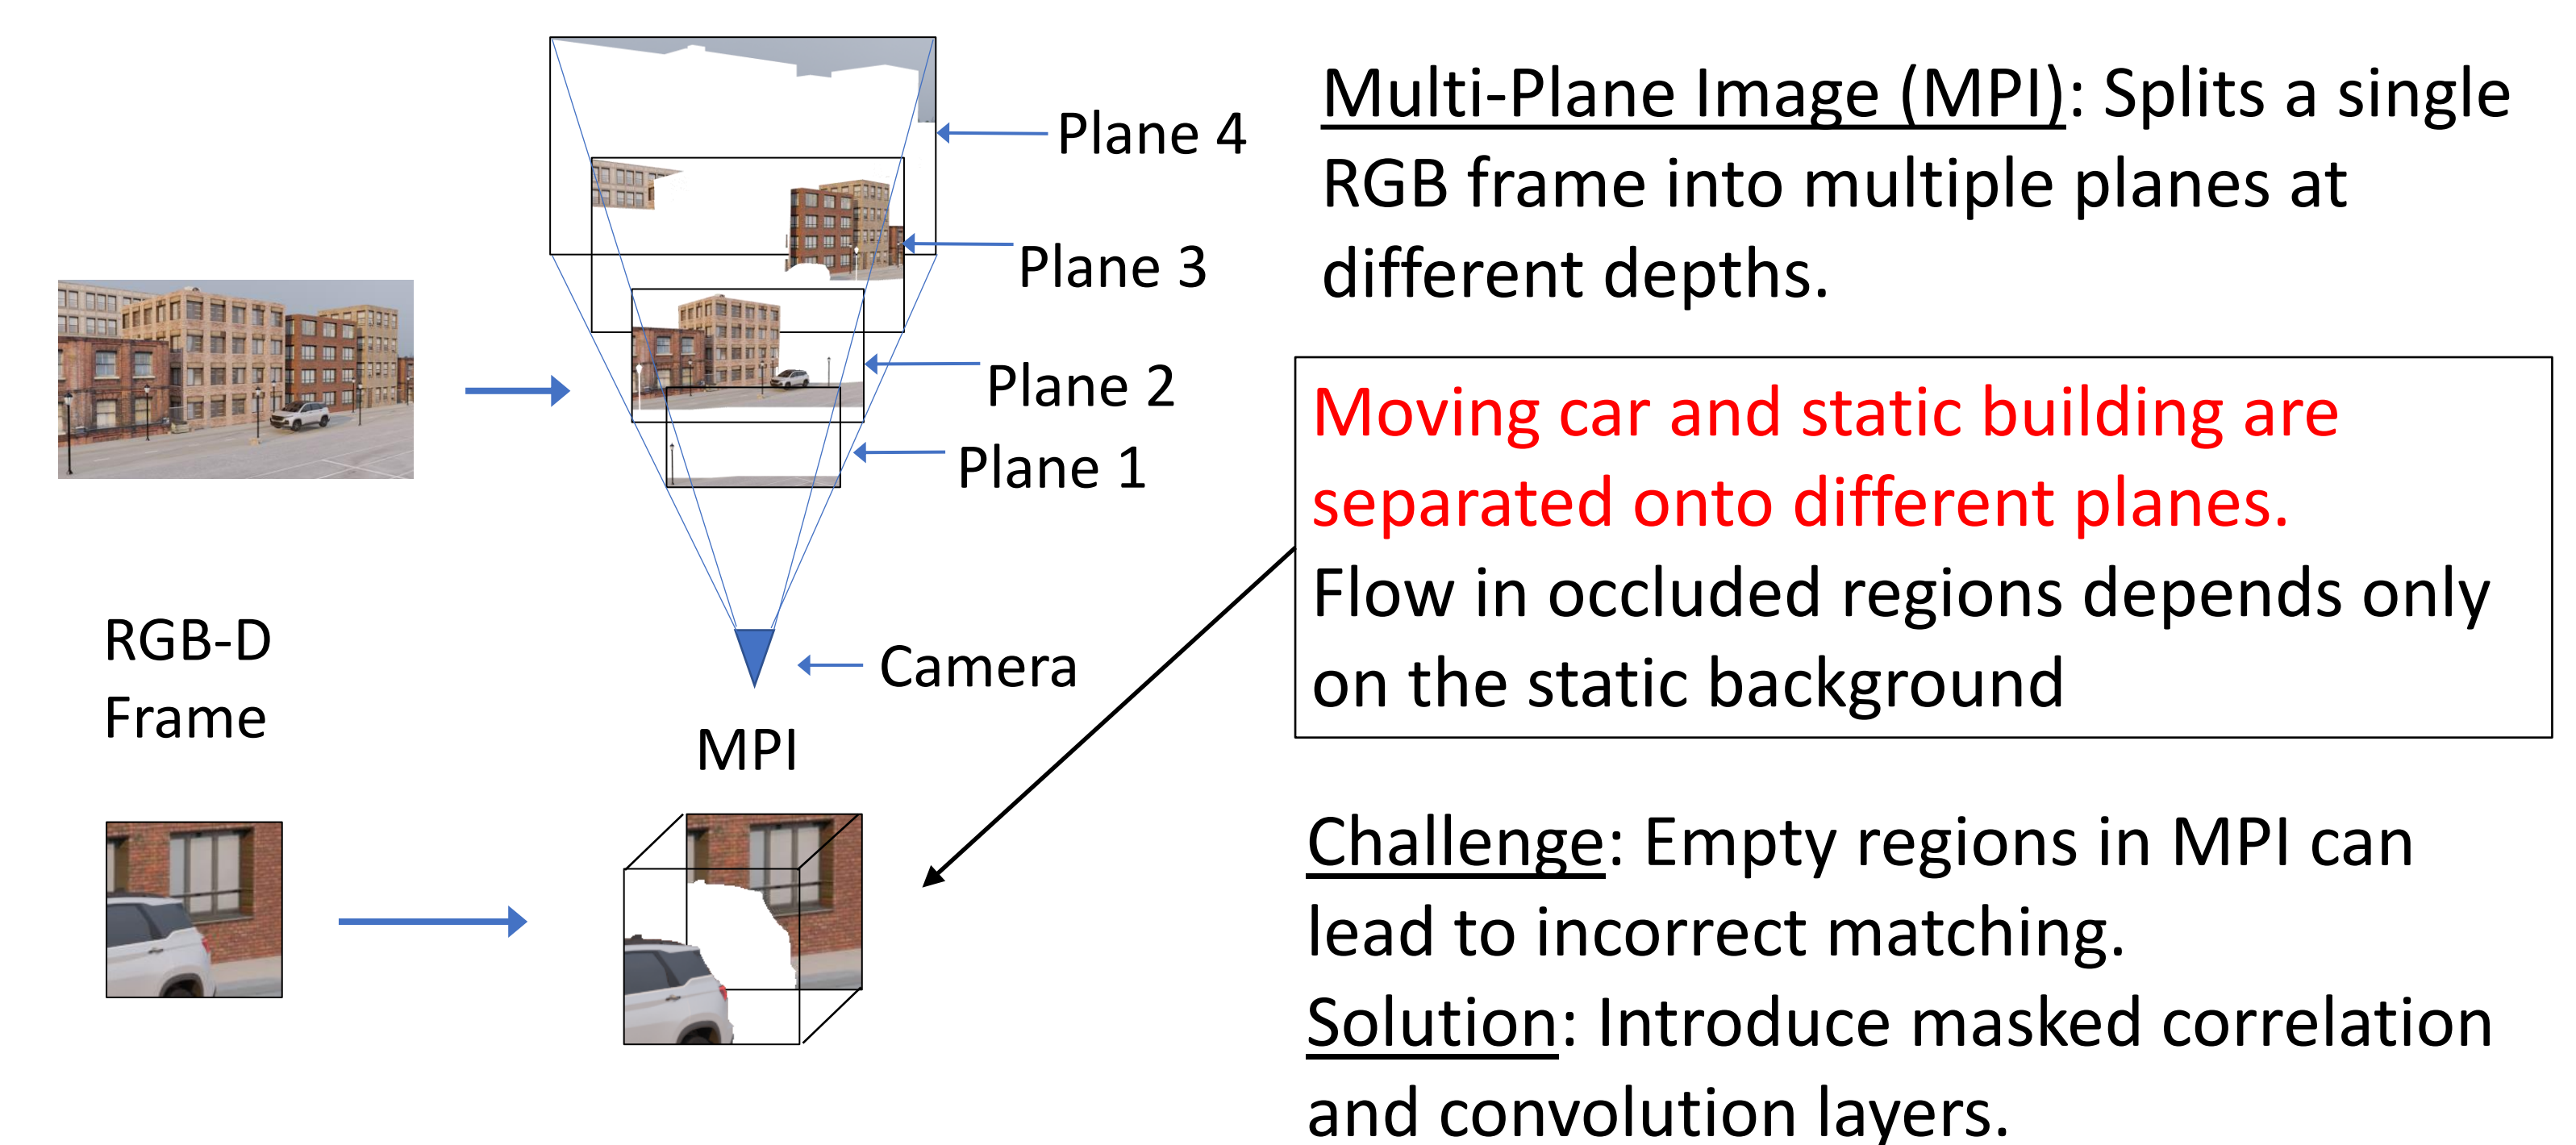 Plane 4
Plane 3
Plane 2
Plane 1
Camera
RGB-D
Frame
MPI
Multi-Plane Image (MPI): Splits a single
RGB frame into multiple planes at
different depths.
Moving car and static building are
separated onto different planes.
Flow in occluded regions depends only
on the static background
Challenge: Empty regions in MPI can
lead to incorrect matching.
Solution: Introduce masked correlation
and convolution layers.